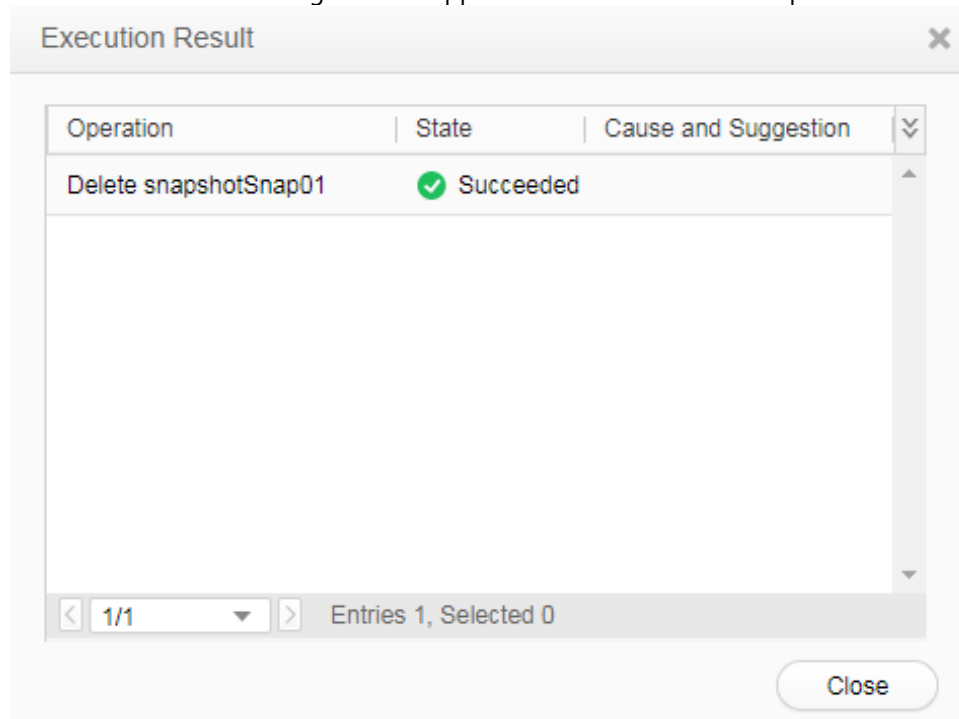 Execution Result
Operation State Cause and Suggestion
Delete snapshotSnap01 Succeeded
1/1 Entries 1, Selected 0
Close